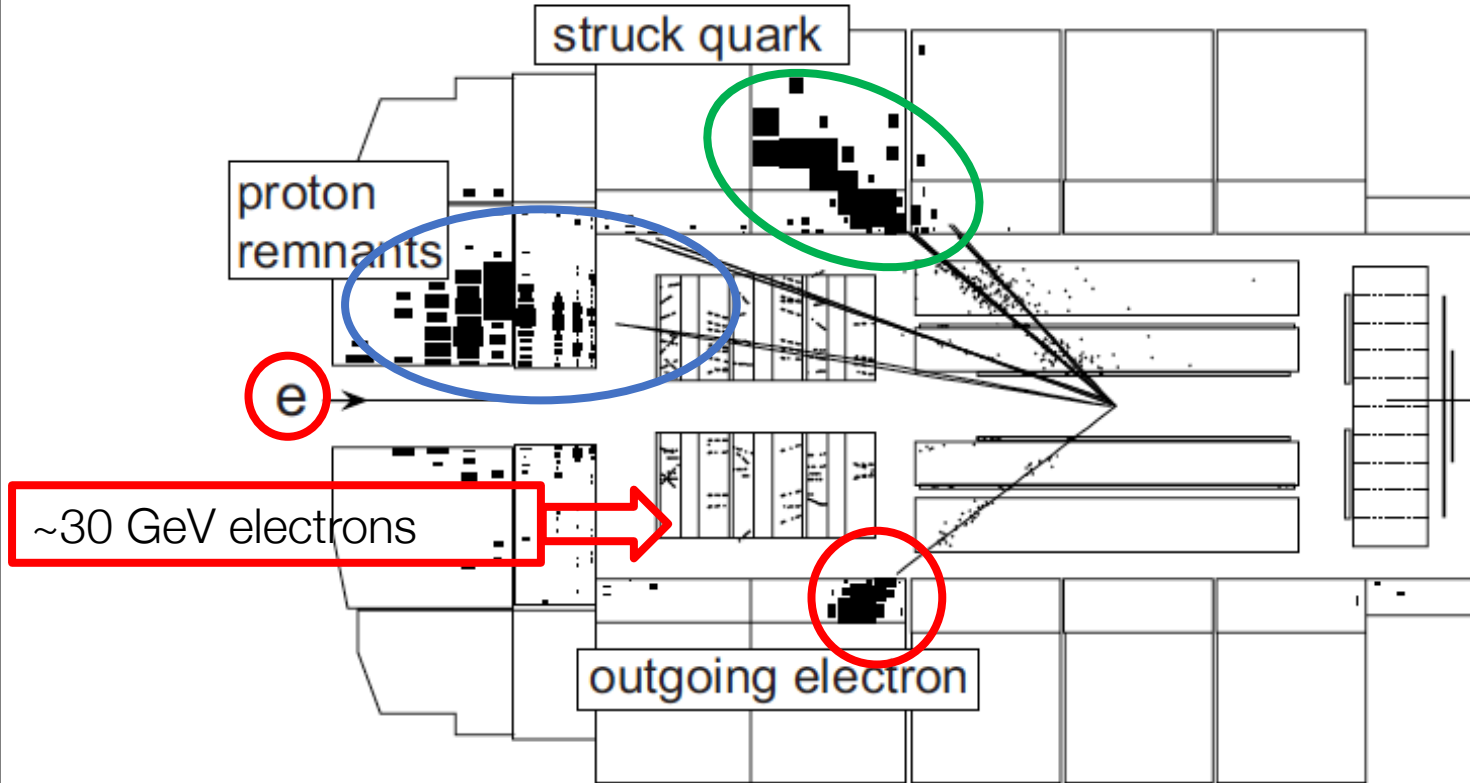 struck quark
proton
remnants
e
~30 GeV electrons
outgoing electron